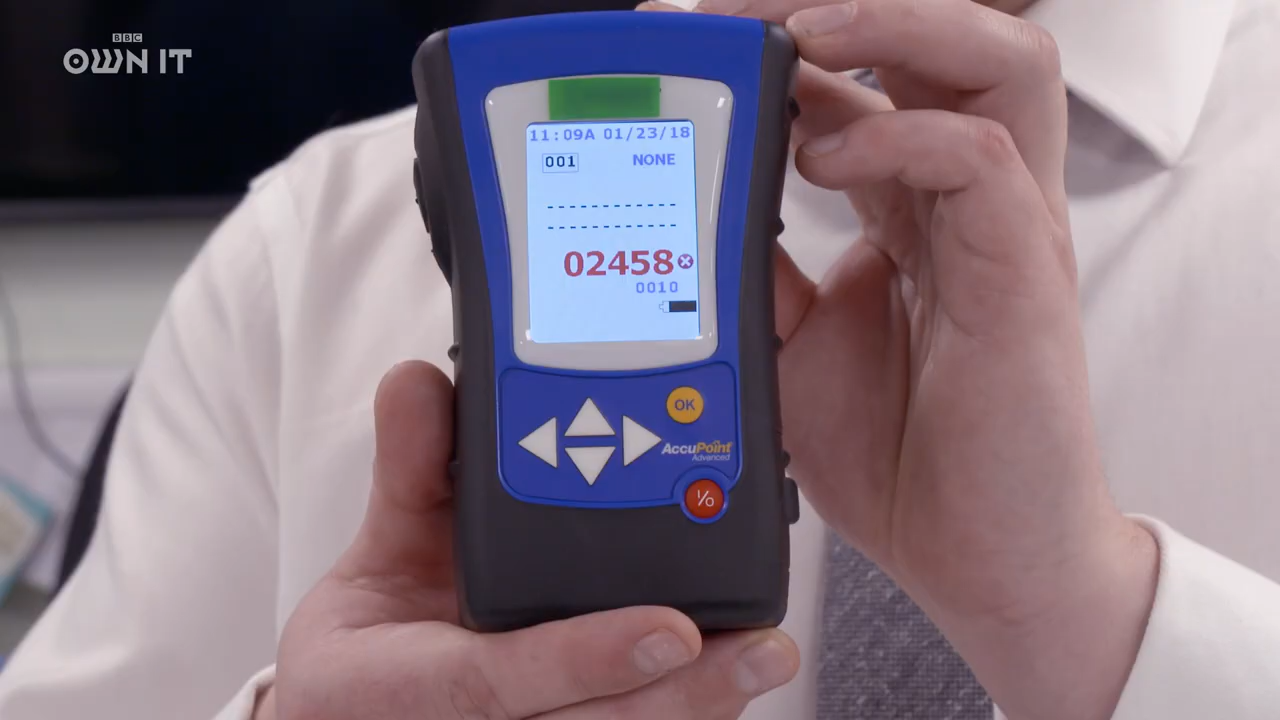 BBC
OWN IT
11:09A 01/23/18
001 NONE
02458
0010
OK
AccuPoint
Advanced
I/O